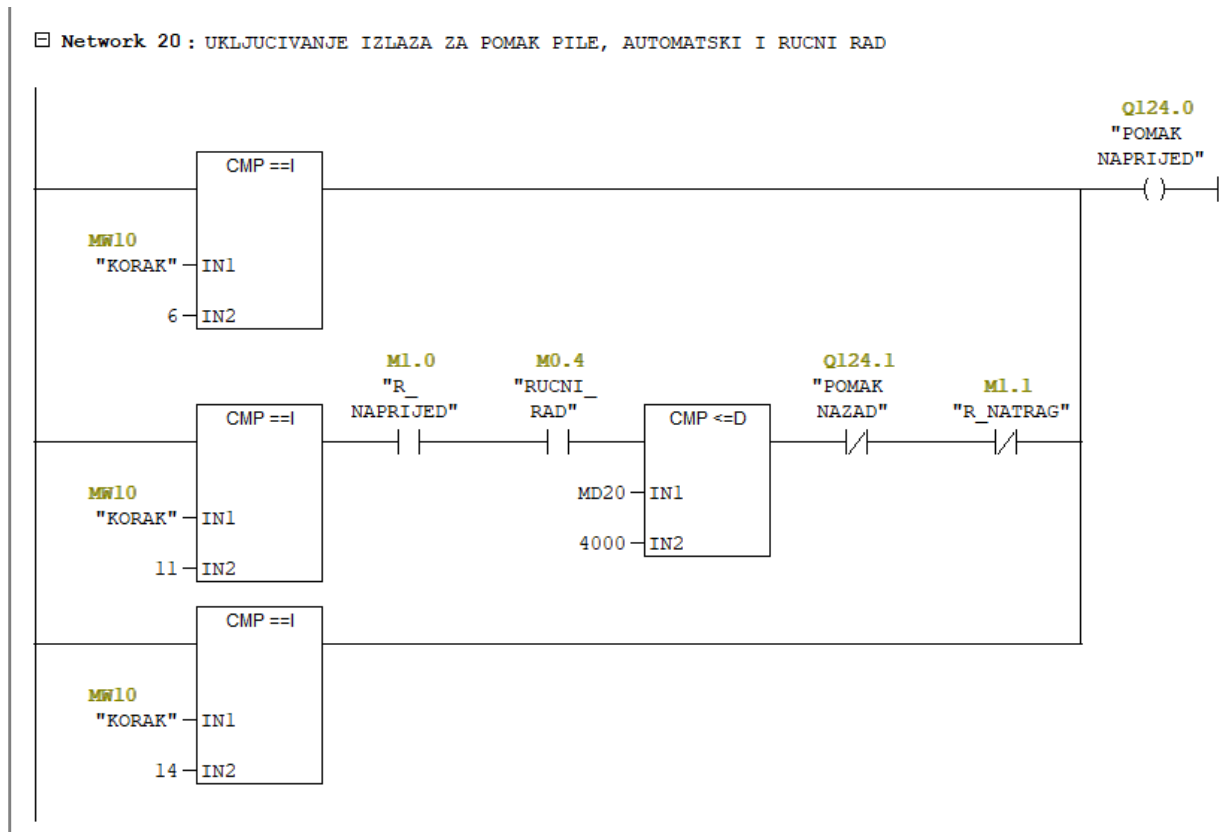 Network 20 : UKLJUCIVANJE IZLAZA ZA POMAK PILE, AUTOMATSKI I RUCNI RAD
Q124.0
"POMAK
NAPRIJED"
CMP ==I
MW10
"KORAK"
IN1
6
IN2
M1.0
"R_
NAPRIJED"
M0.4
"RUCNI_
RAD"
Q124.1
"POMAK
NAZAD"
M1.1
"R_NATRAG"
CMP ==I
CMP <=D
MW10
"KORAK"
IN1
11
IN2
MD20
IN1
4000
IN2
CMP ==I
MW10
"KORAK"
IN1
14
IN2